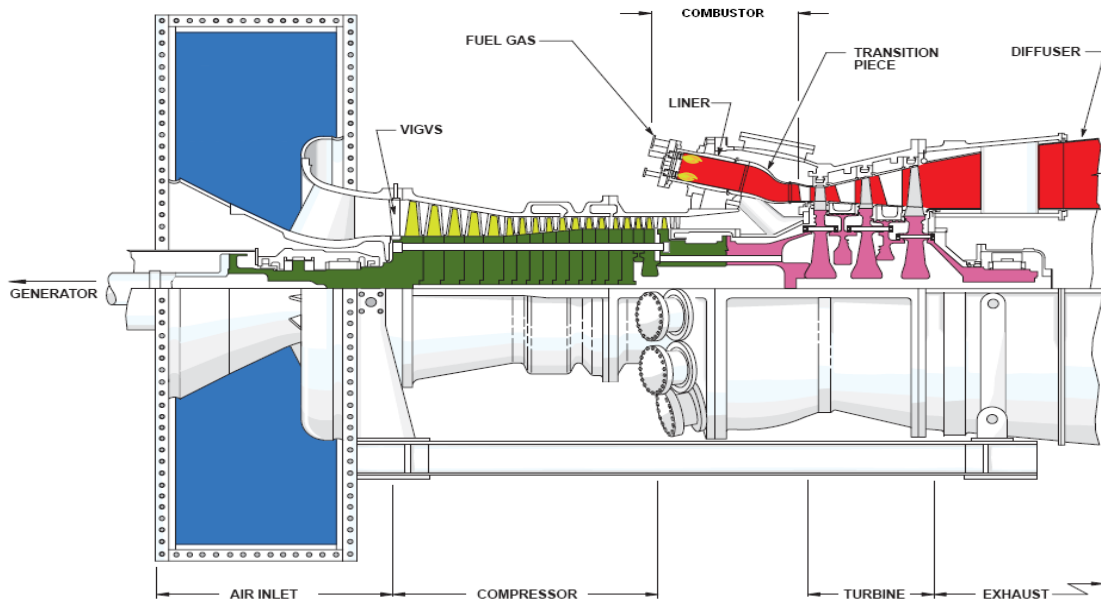 COMBUSTOR
FUEL GAS
TRANSITION
PIECE
DIFFUSER
LINER
VIGVS
GENERATOR
AIR INLET
COMPRESSOR
TURBINE
EXHAUST